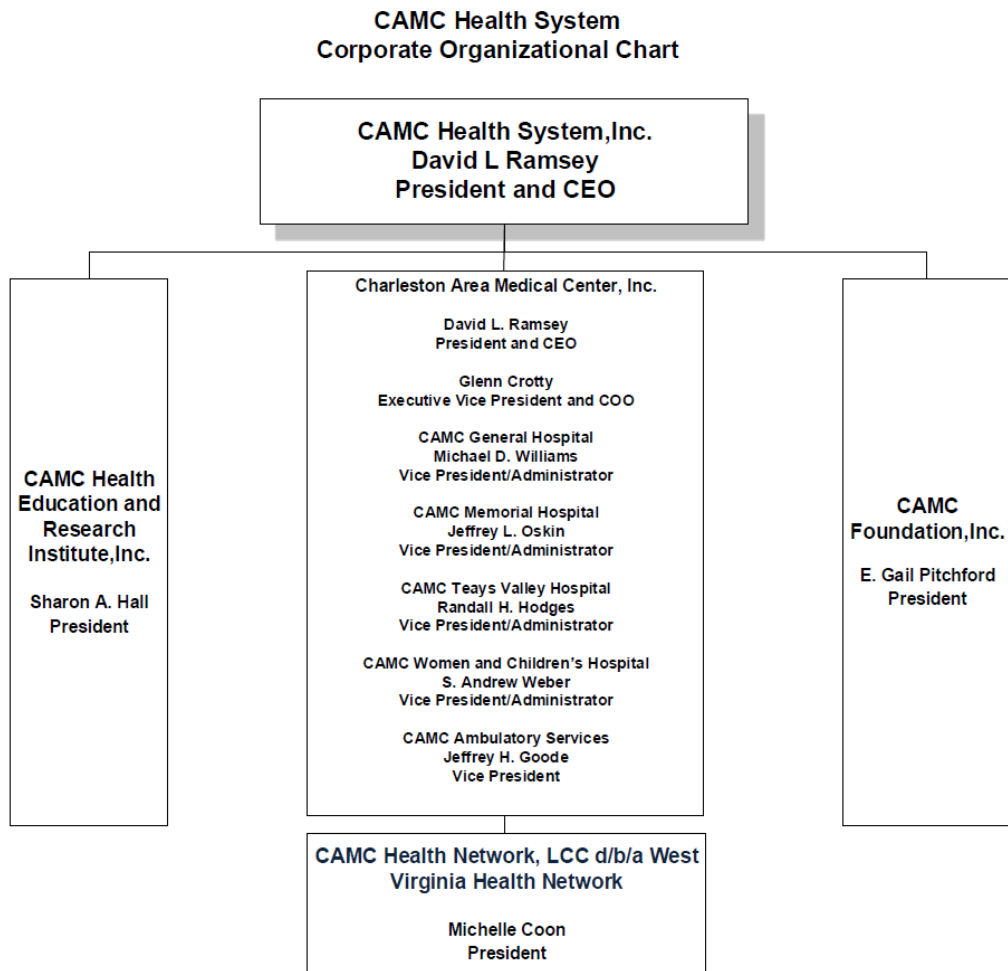 CAMC Health System
Corporate Organizational Chart
CAMC Health System,Inc.
David L Ramsey
President and CEO
CAMC Health
Education and
Research
Institute,Inc.
Sharon A. Hall
President
Charleston Area Medical Center, Inc.
David L. Ramsey
President and CEO
Glenn Crotty
Executive Vice President and COO
CAMC General Hospital
Michael D. Williams
Vice President/Administrator
CAMC Memorial Hospital
Jeffrey L. Oskin
Vice President/Administrator
CAMC Teays Valley Hospital
Randall H. Hodges
Vice President/Administrator
CAMC Women and Children's Hospital
S. Andrew Weber
Vice President/Administrator
CAMC Ambulatory Services
Jeffrey H. Goode
Vice President
CAMC
Foundation,Inc.
E. Gail Pitchford
President
CAMC Health Network, LCC d/b/a West
Virginia Health Network
Michelle Coon
President